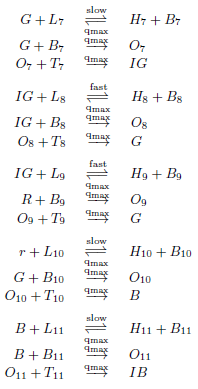 slow
G + L₇ ⇌ H₇ + B₇
qmax
qmax
G + B₇ → O₇
qmax
O₇ + T₇ → IG
fast
IG + L₈ ⇌ H₈ + B₈
qmax
qmax
IG + B₈ → O₈
qmax
O₈ + T₈ → G
fast
IG + L₉ ⇌ H₉ + B₉
qmax
qmax
R + B₉ → O₉
qmax
O₉ + T₉ → G
slow
r + L₁₀ ⇌ H₁₀ + B₁₀
qmax
qmax
G + B₁₀ → O₁₀
qmax
O₁₀ + T₁₀ → B
slow
B + L₁₁ ⇌ H₁₁ + B₁₁
qmax
qmax
B + B₁₁ → O₁₁
qmax
O₁₁ + T₁₁ → IB